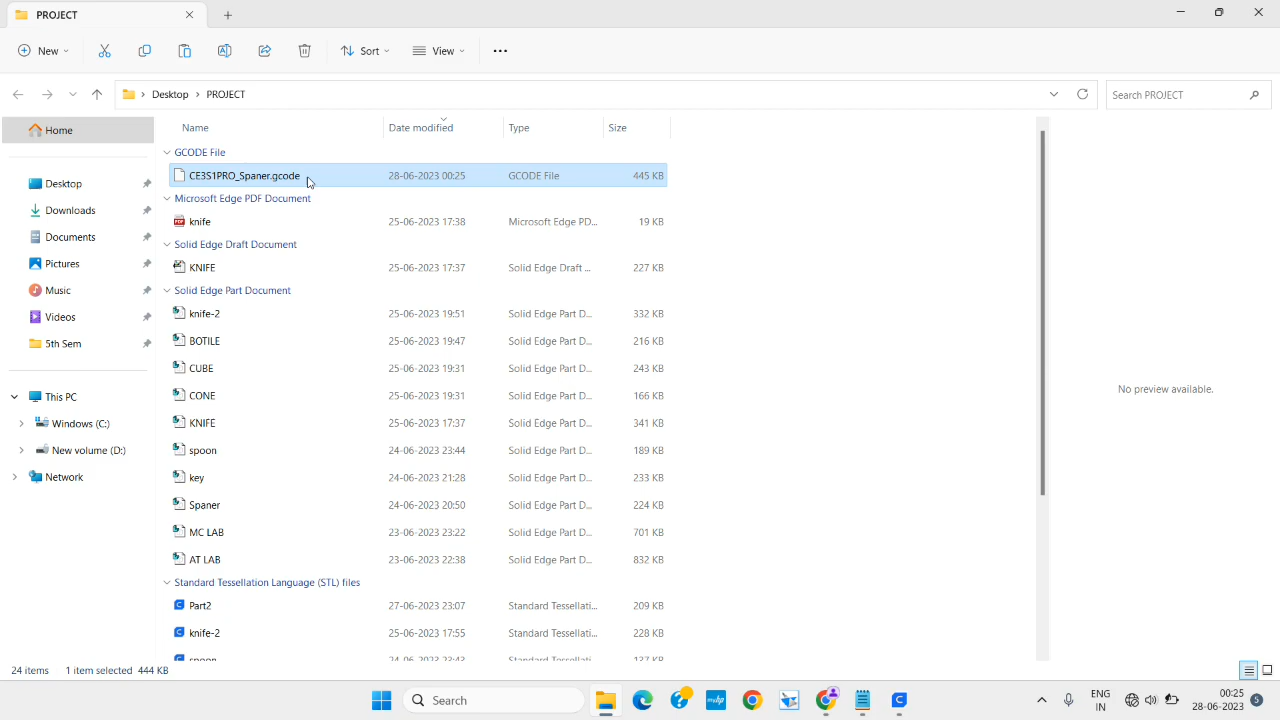 PROJECT
New
Sort
View
Desktop > PROJECT
Search PROJECT
Home
Desktop
Downloads
Documents
Pictures
Music
Videos
5th Sem
This PC
Windows (C:)
New volume (D:)
Network
Name Date modified Type Size
GCODE File
CE3S1PRO_Spaner.gcode 28-06-2023 00:25 GCODE File 445 KB
Microsoft Edge PDF Document
knife 25-06-2023 17:38 Microsoft Edge PD... 19 KB
Solid Edge Draft Document
KNIFE 25-06-2023 17:37 Solid Edge Draft ... 227 KB
Solid Edge Part Document
knife-2 25-06-2023 19:51 Solid Edge Part D... 332 KB
BOTILE 25-06-2023 19:47 Solid Edge Part D... 216 KB
CUBE 25-06-2023 19:31 Solid Edge Part D... 243 KB
CONE 25-06-2023 19:31 Solid Edge Part D... 166 KB
KNIFE 25-06-2023 17:37 Solid Edge Part D... 341 KB
spoon 24-06-2023 23:44 Solid Edge Part D... 189 KB
key 24-06-2023 21:28 Solid Edge Part D... 233 KB
Spaner 24-06-2023 20:50 Solid Edge Part D... 224 KB
MC LAB 23-06-2023 23:22 Solid Edge Part D... 701 KB
AT LAB 23-06-2023 22:38 Solid Edge Part D... 832 KB
Standard Tessellation Language (STL) files
Part2 27-06-2023 23:07 Standard Tessellati... 209 KB
knife-2 25-06-2023 17:55 Standard Tessellati... 228 KB
spoon 24-06-2023 23:43 Standard Tessellati... 137 KB
No preview available.
24 items 1 item selected 444 KB
Search
myhp
ENG
IN
00:25
28-06-2023
5